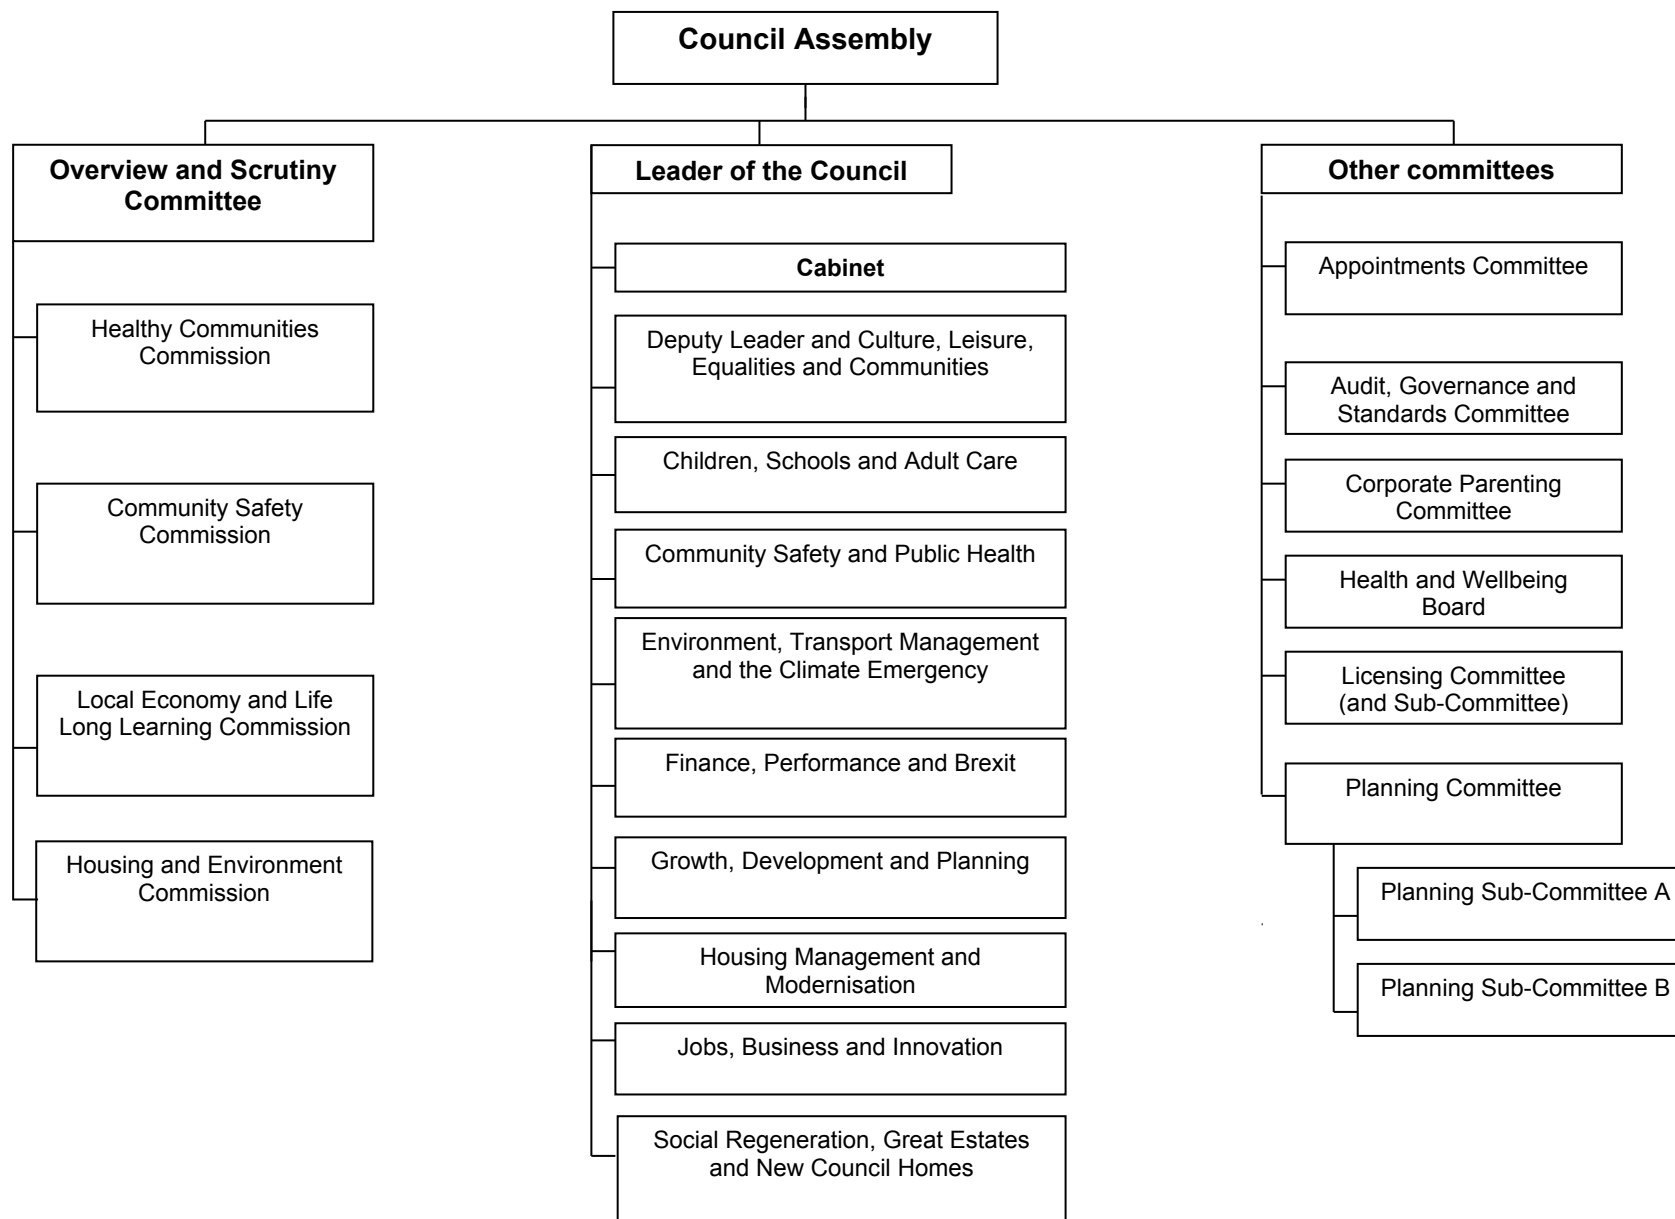 Council Assembly
Overview and Scrutiny
Committee
Healthy Communities
Commission
Community Safety
Commission
Local Economy and Life
Long Learning Commission
Housing and Environment
Commission
Leader of the Council
Cabinet
Deputy Leader and Culture, Leisure,
Equalities and Communities
Children, Schools and Adult Care
Community Safety and Public Health
Environment, Transport Management
and the Climate Emergency
Finance, Performance and Brexit
Growth, Development and Planning
Housing Management and
Modernisation
Jobs, Business and Innovation
Social Regeneration, Great Estates
and New Council Homes
Other committees
Appointments Committee
Audit, Governance and
Standards Committee
Corporate Parenting
Committee
Health and Wellbeing
Board
Licensing Committee
(and Sub-Committee)
Planning Committee
Planning Sub-Committee A
Planning Sub-Committee B